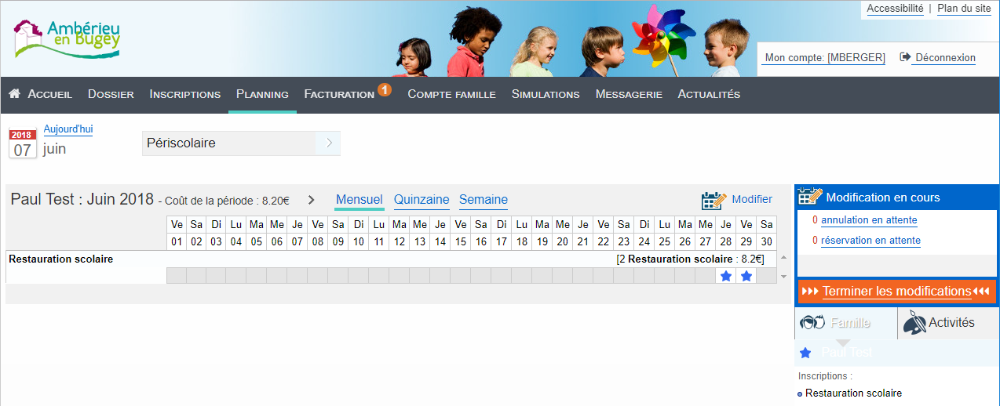 Accessibilité | Plan du site
Ambérieu
en Bugey
Mon compte: [MBERGER] Déconnexion
ACCUEIL DOSSIER INSCRIPTIONS PLANNING FACTURATION 1 COMPTE FAMILLE SIMULATIONS MESSAGERIE ACTUALITÉS
2018
07
Aujourd'hui
juin
Périscolaire
Paul Test : Juin 2018 - Coût de la période : 8.20€ Mensuel Quinzaine Semaine Modifier
Ve Sa Di Lu Ma Me Je Ve Sa Di Lu Ma Me Je Ve Sa Di Lu Ma Me Je Ve Sa Di Lu Ma Me Je Ve Sa
01 02 03 04 05 06 07 08 09 10 11 12 13 14 15 16 17 18 19 20 21 22 23 24 25 26 27 28 29 30
Restauration scolaire [2 Restauration scolaire : 8.2€]
Modification en cours
0 annulation en attente
0 réservation en attente
Terminer les modifications
Famille Activités
Paul Test
Inscriptions :
Restauration scolaire